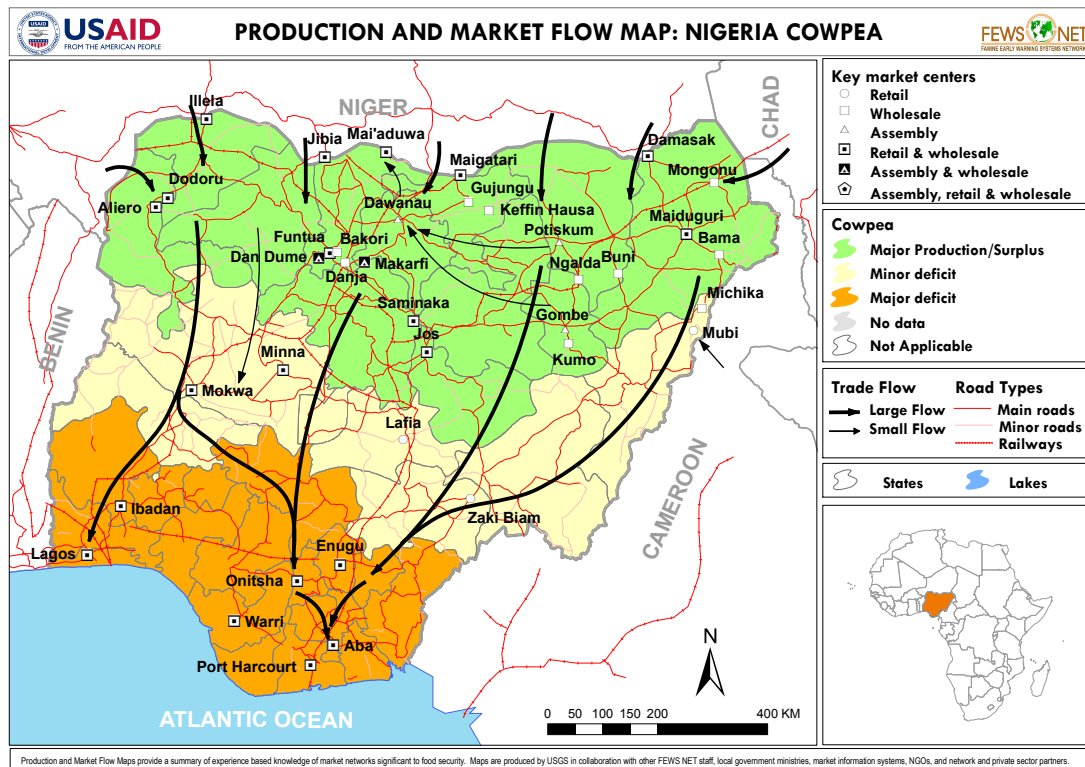 USAID
FROM THE AMERICAN PEOPLE
PRODUCTION AND MARKET FLOW MAP: NIGERIA COWPEA
FEWS NET
FAMINE EARLY WARNING SYSTEMS NETWORK
Illela
NIGER
CHAD
Jibia
Mai'aduwa
Damasak
Maigatari
Mongonu
Dodoru
Gujungu
Aliero
Dawanau
Keffin Hausa
Maiduguri
Potiskum
Funtua
Bakori
Bama
Dan Dume
Makarfi
Ngalda
Buni
Danja
Michika
Saminaka
Gombe
Jos
Mubi
BENIN
Minna
Kumo
Mokwa
Lafia
CAMEROON
Ibadan
Zaki Biam
Enugu
Lagos
Onitsha
Warri
Aba
Port Harcourt
N
ATLANTIC OCEAN
0 50 100 150 200 400 KM
Key market centers
Retail
Wholesale
Assembly
Retail & wholesale
Assembly & wholesale
Assembly, retail & wholesale
Cowpea
Major Production/Surplus
Minor deficit
Major deficit
No data
Not Applicable
Trade Flow
Road Types
Large Flow
Main roads
Small Flow
Minor roads
Railways
States
Lakes
Production and Market Flow Maps provide a summary of experience based knowledge of market networks significant to food security. Maps are produced by USGS in collaboration with other FEWS NET staff, local government ministries, market information systems, NGOs, and network and private sector partners.